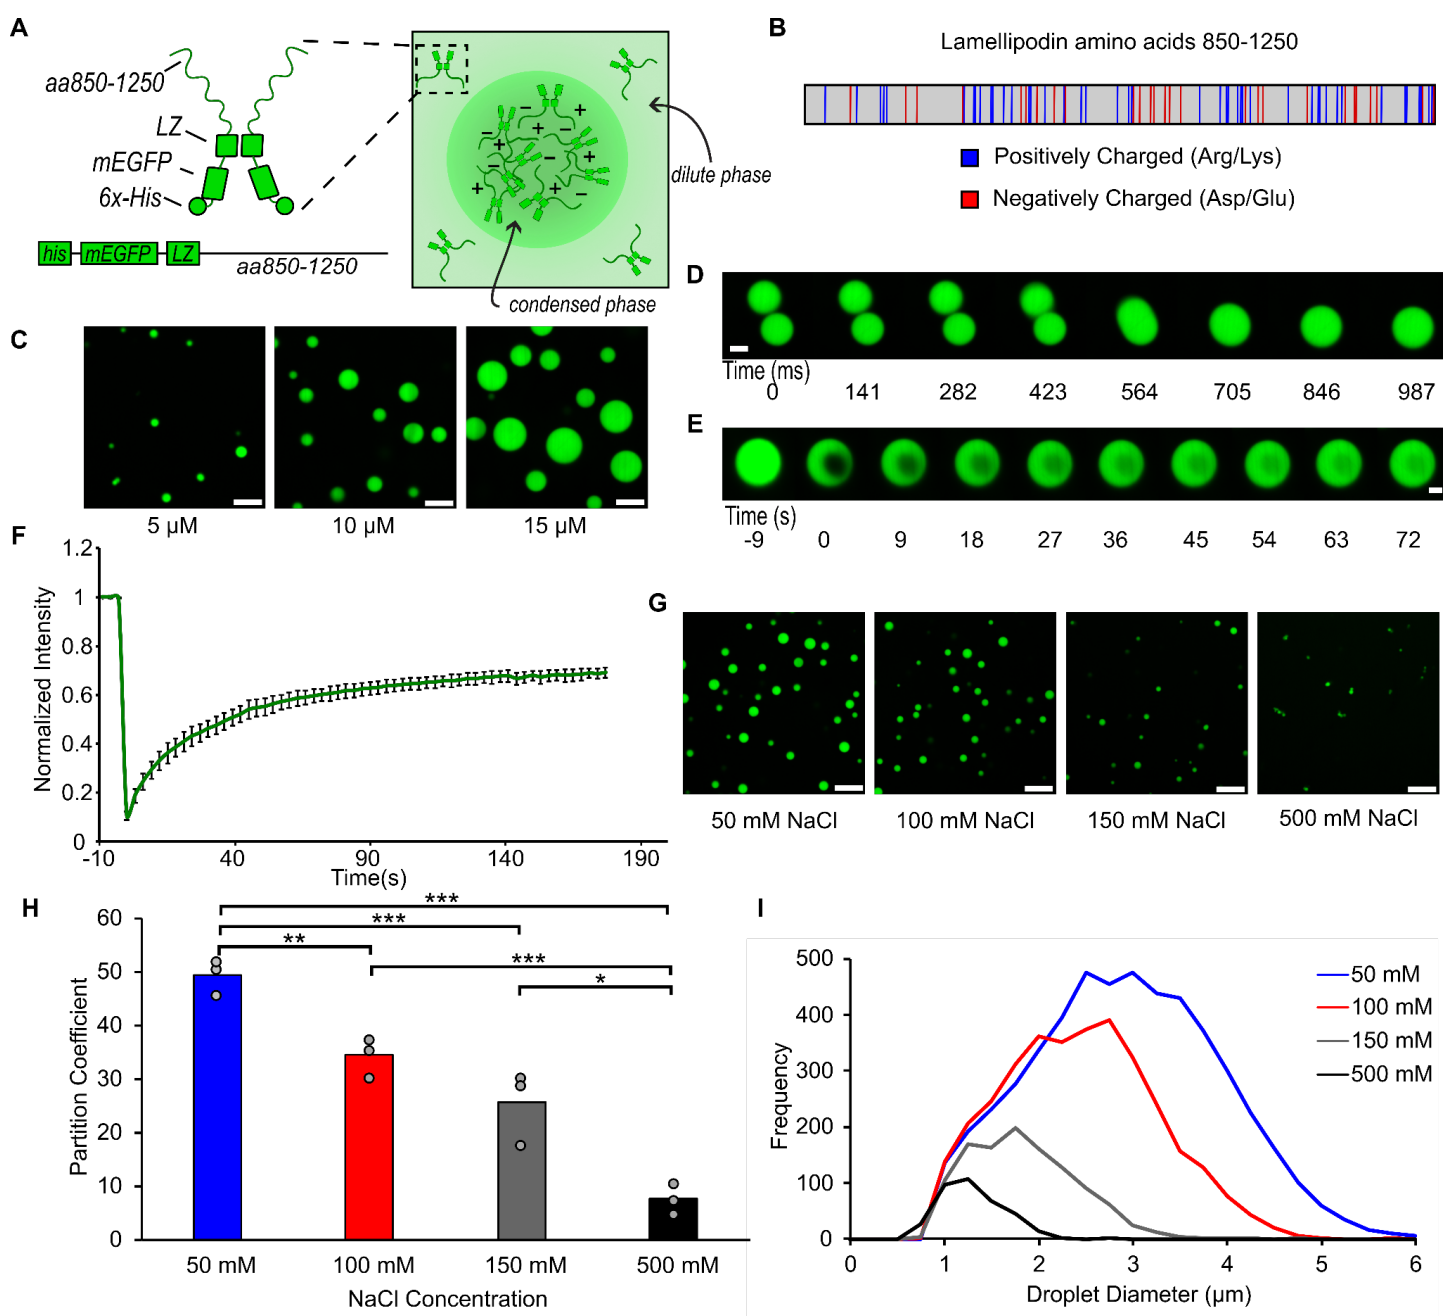 A
aa850-1250
LZ
mEGFP
6x-His
his mEGFP LZ
aa850-1250
dilute phase
condensed phase
+ − + − + − + − + − + −
B
Lamellipodin amino acids 850-1250
Positively Charged (Arg/Lys)
Negatively Charged (Asp/Glu)
C
5 µM 10 µM 15 µM
D
Time (ms)
0 141 282 423 564 705 846 987
E
Time (s)
-9 0 9 18 27 36 45 54 63 72
F
Normalized Intensity
1.2
1
0.8
0.6
0.4
0.2
0
-10 40 90 140 190
Time(s)
G
50 mM NaCl 100 mM NaCl 150 mM NaCl 500 mM NaCl
H
***
***
**
***
*
Partition Coefficient
60
50
40
30
20
10
0
50 mM 100 mM 150 mM 500 mM
NaCl Concentration
I
Frequency
500
400
300
200
100
0
0 1 2 3 4 5 6
Droplet Diameter (µm)
50 mM
100 mM
150 mM
500 mM